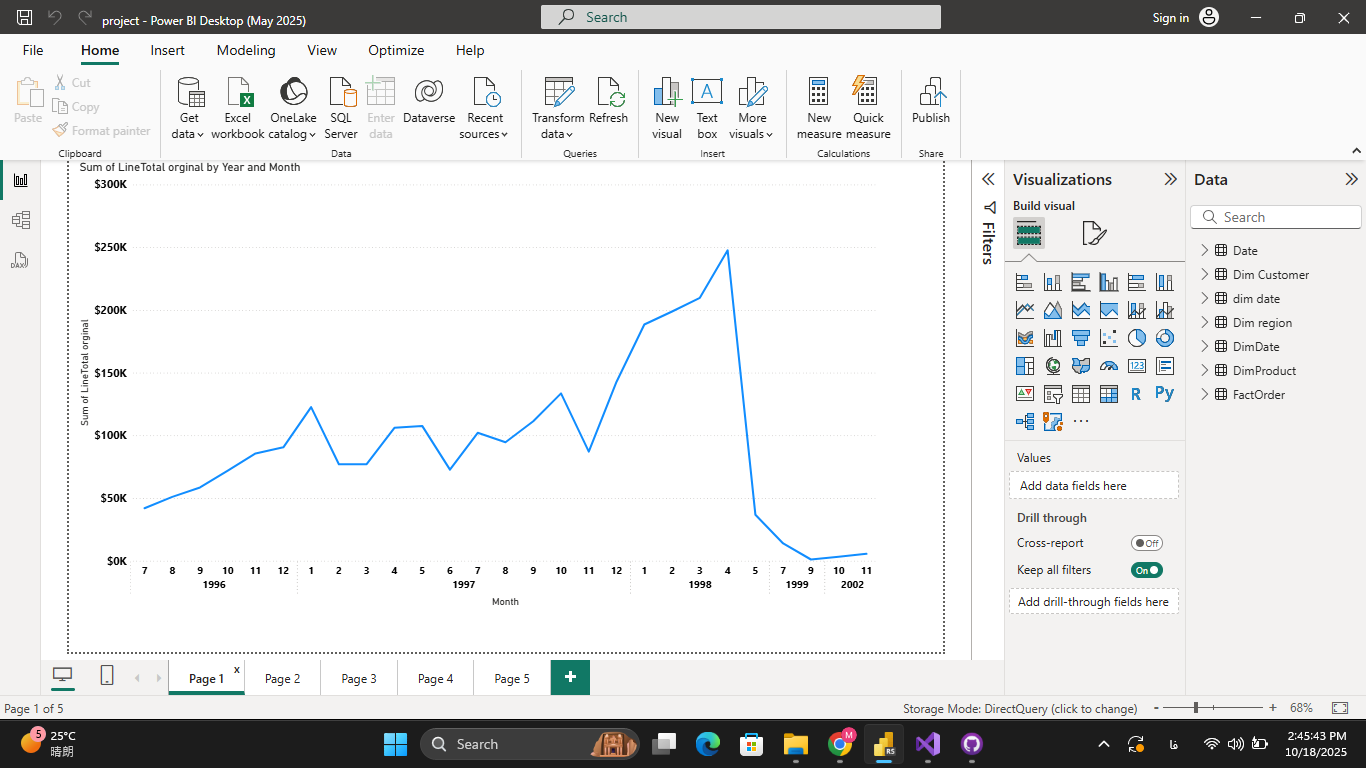 project - Power BI Desktop (May 2025)
Search
Sign in
File Home Insert Modeling View Optimize Help
Paste
Cut
Copy
Format painter
Clipboard
Get data
Excel workbook
OneLake catalog
SQL Server
Enter data
Dataverse
Recent sources
Data
Transform data
Refresh
Queries
New visual
Text box
More visuals
Insert
New measure
Quick measure
Calculations
Publish
Share
Sum of LineTotal orginal by Year and Month
$300K
$250K
$200K
$150K
$100K
$50K
$0K
Sum of LineTotal orginal
7 8 9 10 11 12 1 2 3 4 5 6 7 8 9 10 11 12 1 2 3 4 5 7 9 10 11
1996 1997 1998 1999 2002
Month
Filters
Visualizations
Build visual
123
R
Py
Values
Add data fields here
Drill through
Cross-report
Off
Keep all filters
On
Add drill-through fields here
Data
Search
Date
Dim Customer
dim date
Dim region
DimDate
DimProduct
FactOrder
Page 1 x
Page 2
Page 3
Page 4
Page 5
+
Page 1 of 5
Storage Mode: DirectQuery (click to change)
- + 68%
5
25°C
晴朗
Search
M
RS
فا
2:45:43 PM
10/18/2025